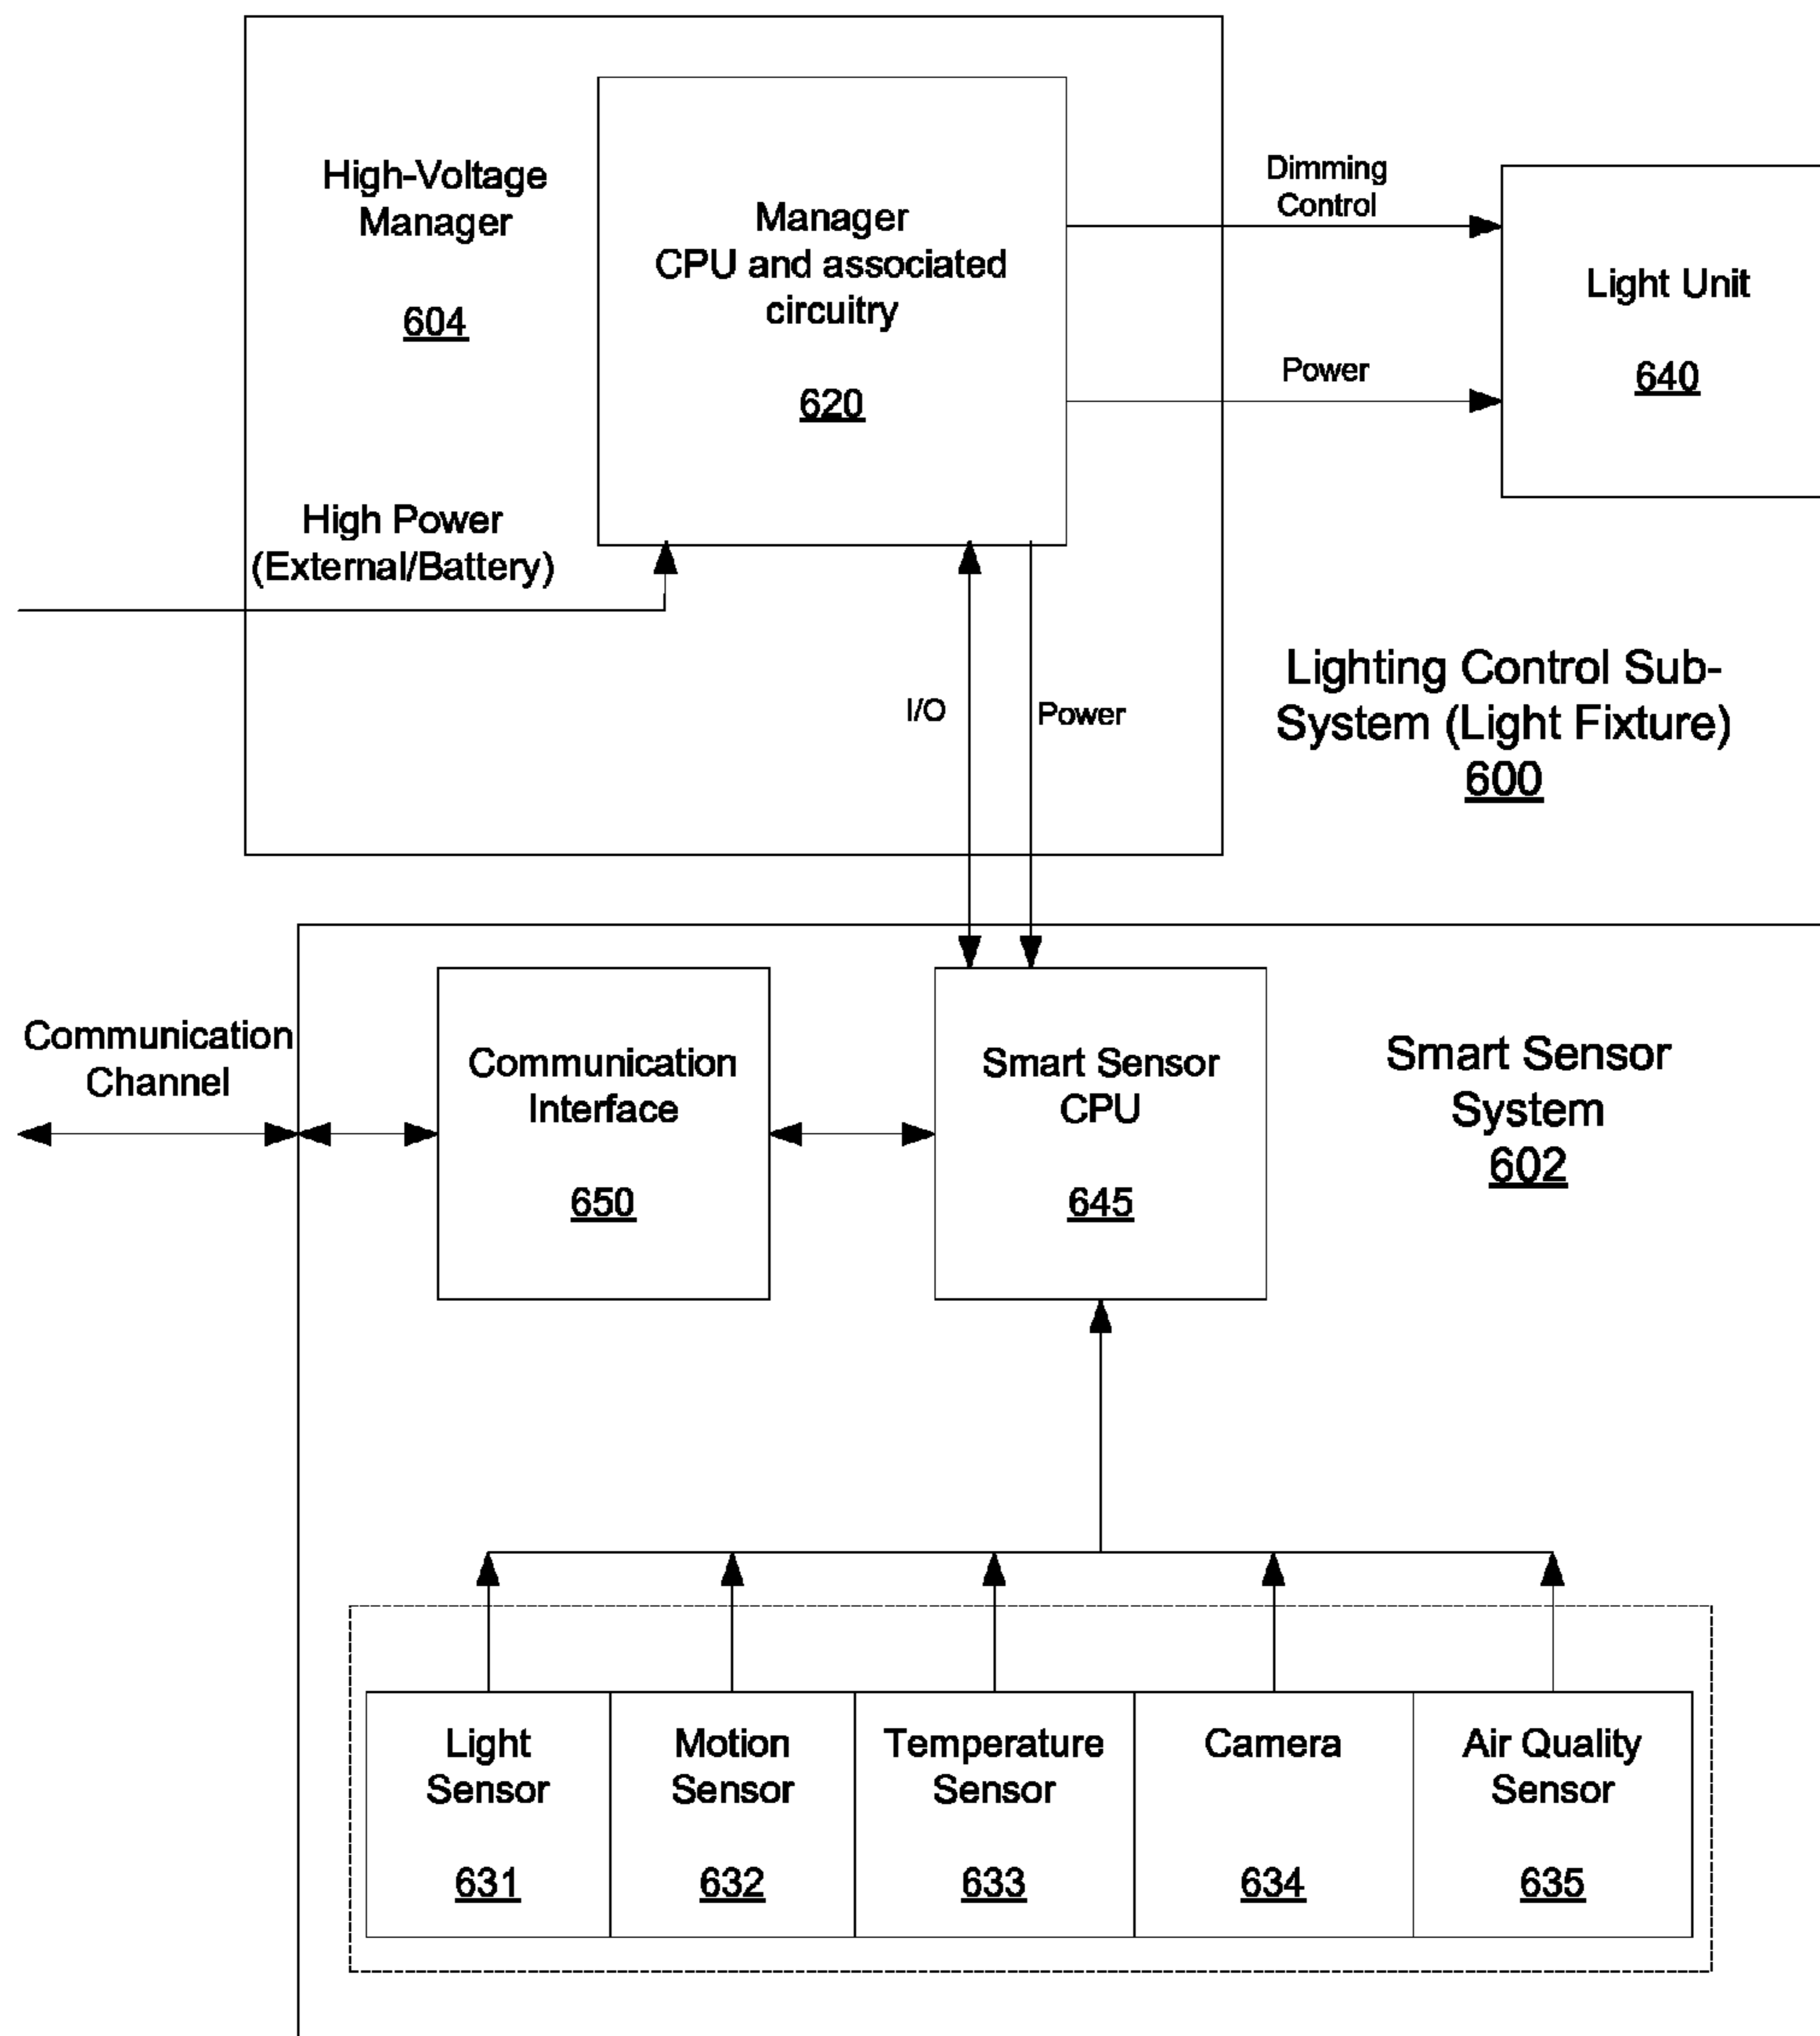 High-Voltage
Manager
604
Manager
CPU and associated
circuitry
620
Dimming
Control
Power
Light Unit
640
High Power
(External/Battery)
I/O
Power
Lighting Control Sub-
System (Light Fixture)
600
Communication
Channel
Communication
Interface
650
Smart Sensor
CPU
645
Smart Sensor
System
602
Light
Sensor
631
Motion
Sensor
632
Temperature
Sensor
633
Camera
634
Air Quality
Sensor
635